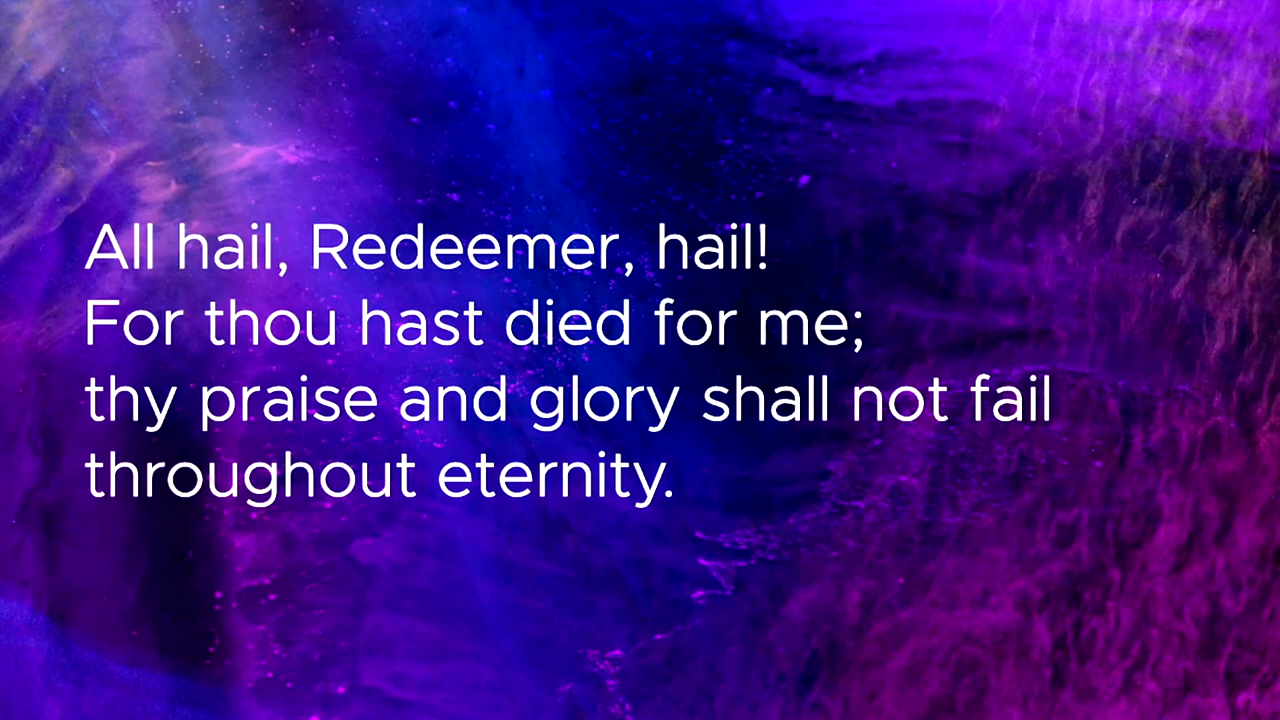 All hail, Redeemer, hail!
For thou hast died for me;
thy praise and glory shall not fail
throughout eternity.